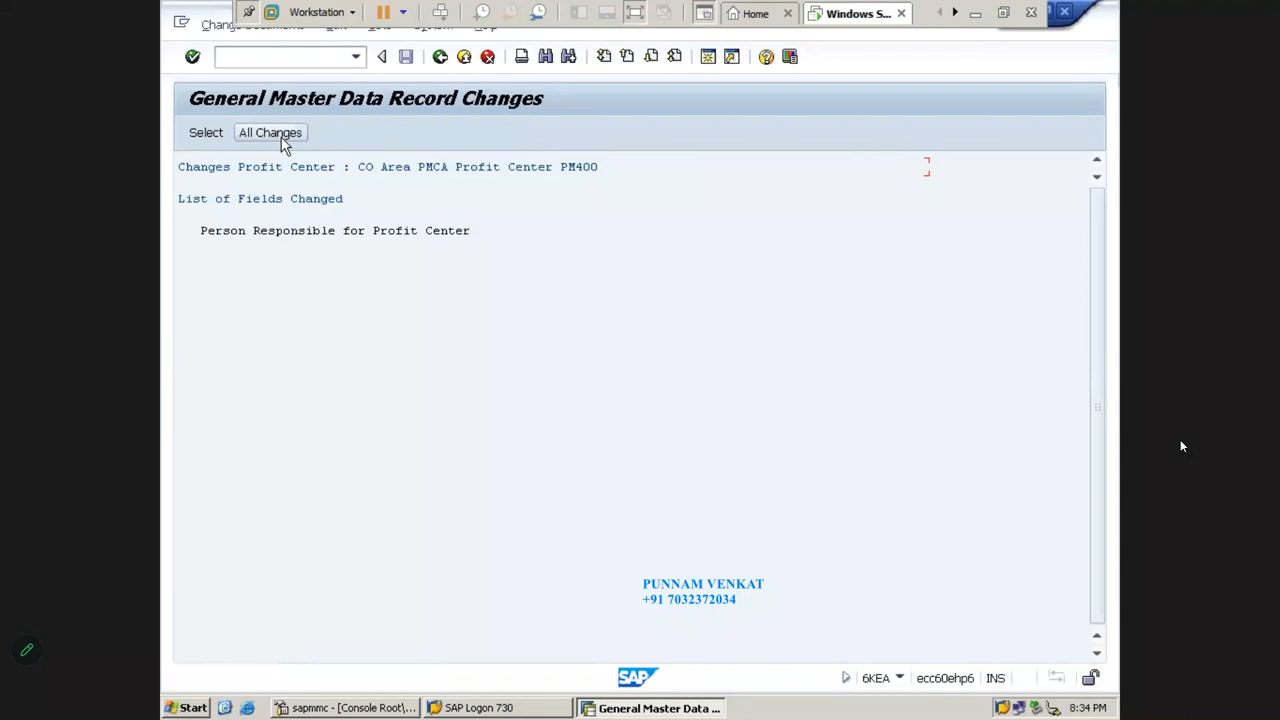 Workstation
Home
Windows S...
General Master Data Record Changes
Select
All Changes
Changes Profit Center : CO Area PMCA Profit Center PM400
List of Fields Changed
Person Responsible for Profit Center
PUNNAM VENKAT
+91 7032372034
SAP
6KEA
ecc60ehp6
INS
Start
sapmmc - [Console Root\...
SAP Logon 730
General Master Data ...
8:34 PM